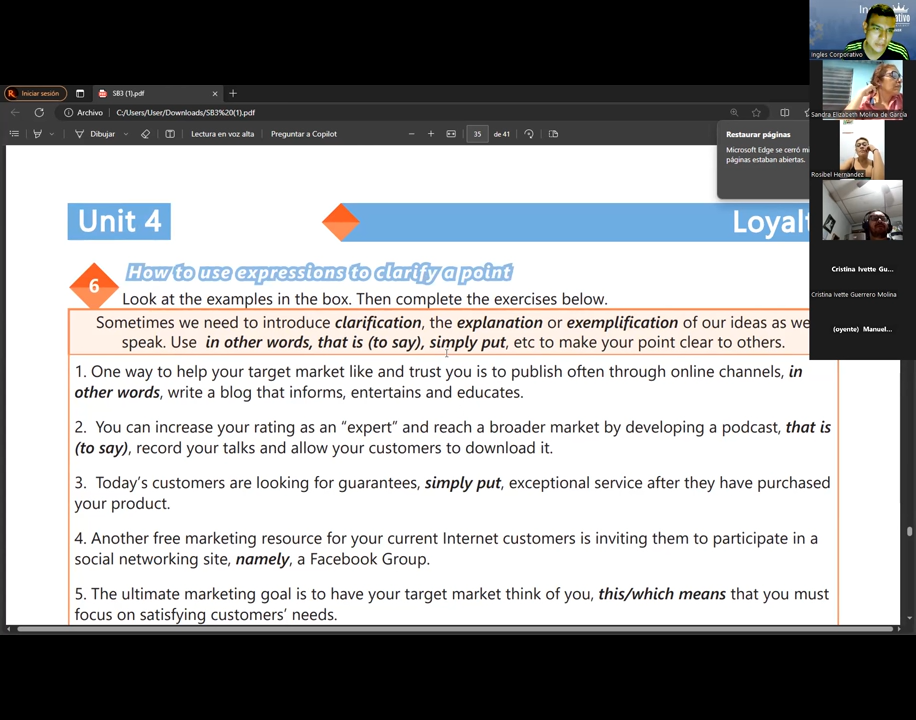 Iniciar sesión
SB3 (1).pdf
Archivo
C:/Users/User/Downloads/SB3%20(1).pdf
Dibujar
Lectura en voz alta
Preguntar a Copilot
35
de 41
Restaurar páginas
Microsoft Edge se cerró mi
páginas estaban abiertas.
Ingles Corporativo
Sandra Elizabeth Molina de Garcia
Rosibel Hernandez
Cristina Ivette Gu...
Cristina Ivette Guerrero Molina
(oyente) Manuel...
Unit 4
Loyalt
6
How to use expressions to clarify a point
Look at the examples in the box. Then complete the exercises below.
Sometimes we need to introduce clarification, the explanation or exemplification of our ideas as we
speak. Use in other words, that is (to say), simply put, etc to make your point clear to others.
1. One way to help your target market like and trust you is to publish often through online channels, in
other words, write a blog that informs, entertains and educates.
2. You can increase your rating as an “expert” and reach a broader market by developing a podcast, that is
(to say), record your talks and allow your customers to download it.
3. Today’s customers are looking for guarantees, simply put, exceptional service after they have purchased
your product.
4. Another free marketing resource for your current Internet customers is inviting them to participate in a
social networking site, namely, a Facebook Group.
5. The ultimate marketing goal is to have your target market think of you, this/which means that you must
focus on satisfying customers’ needs.